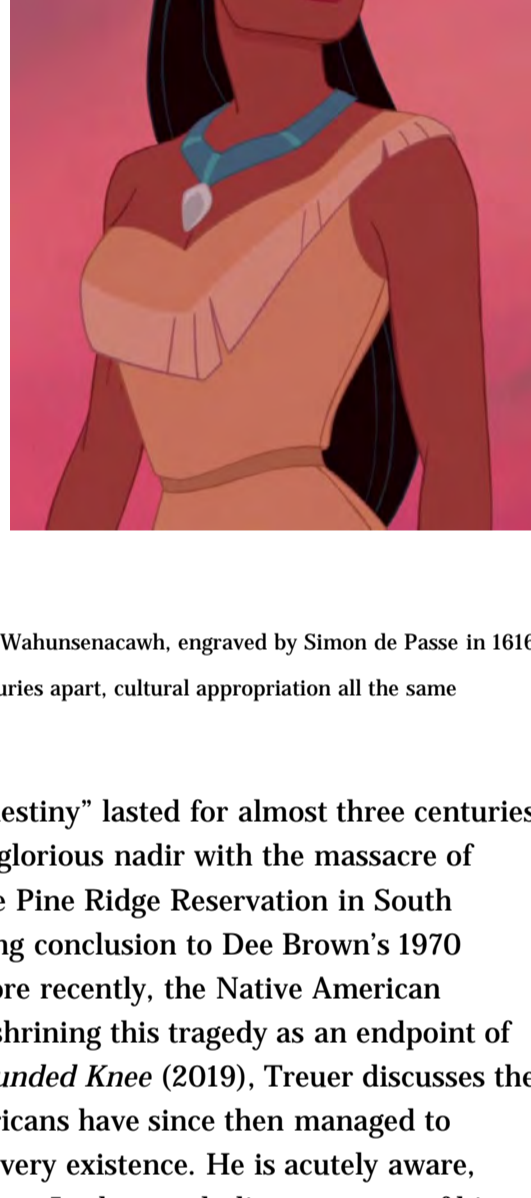 Wahunsenacawh, engraved by Simon de Passe in 1616
uries apart, cultural appropriation all the same
estiny” lasted for almost three centuries
glorious nadir with the massacre of
e Pine Ridge Reservation in South
ng conclusion to Dee Brown’s 1970
ore recently, the Native American
shrining this tragedy as an endpoint of
unded Knee (2019), Treuer discusses the
ricans have since then managed to
very existence. He is acutely aware,